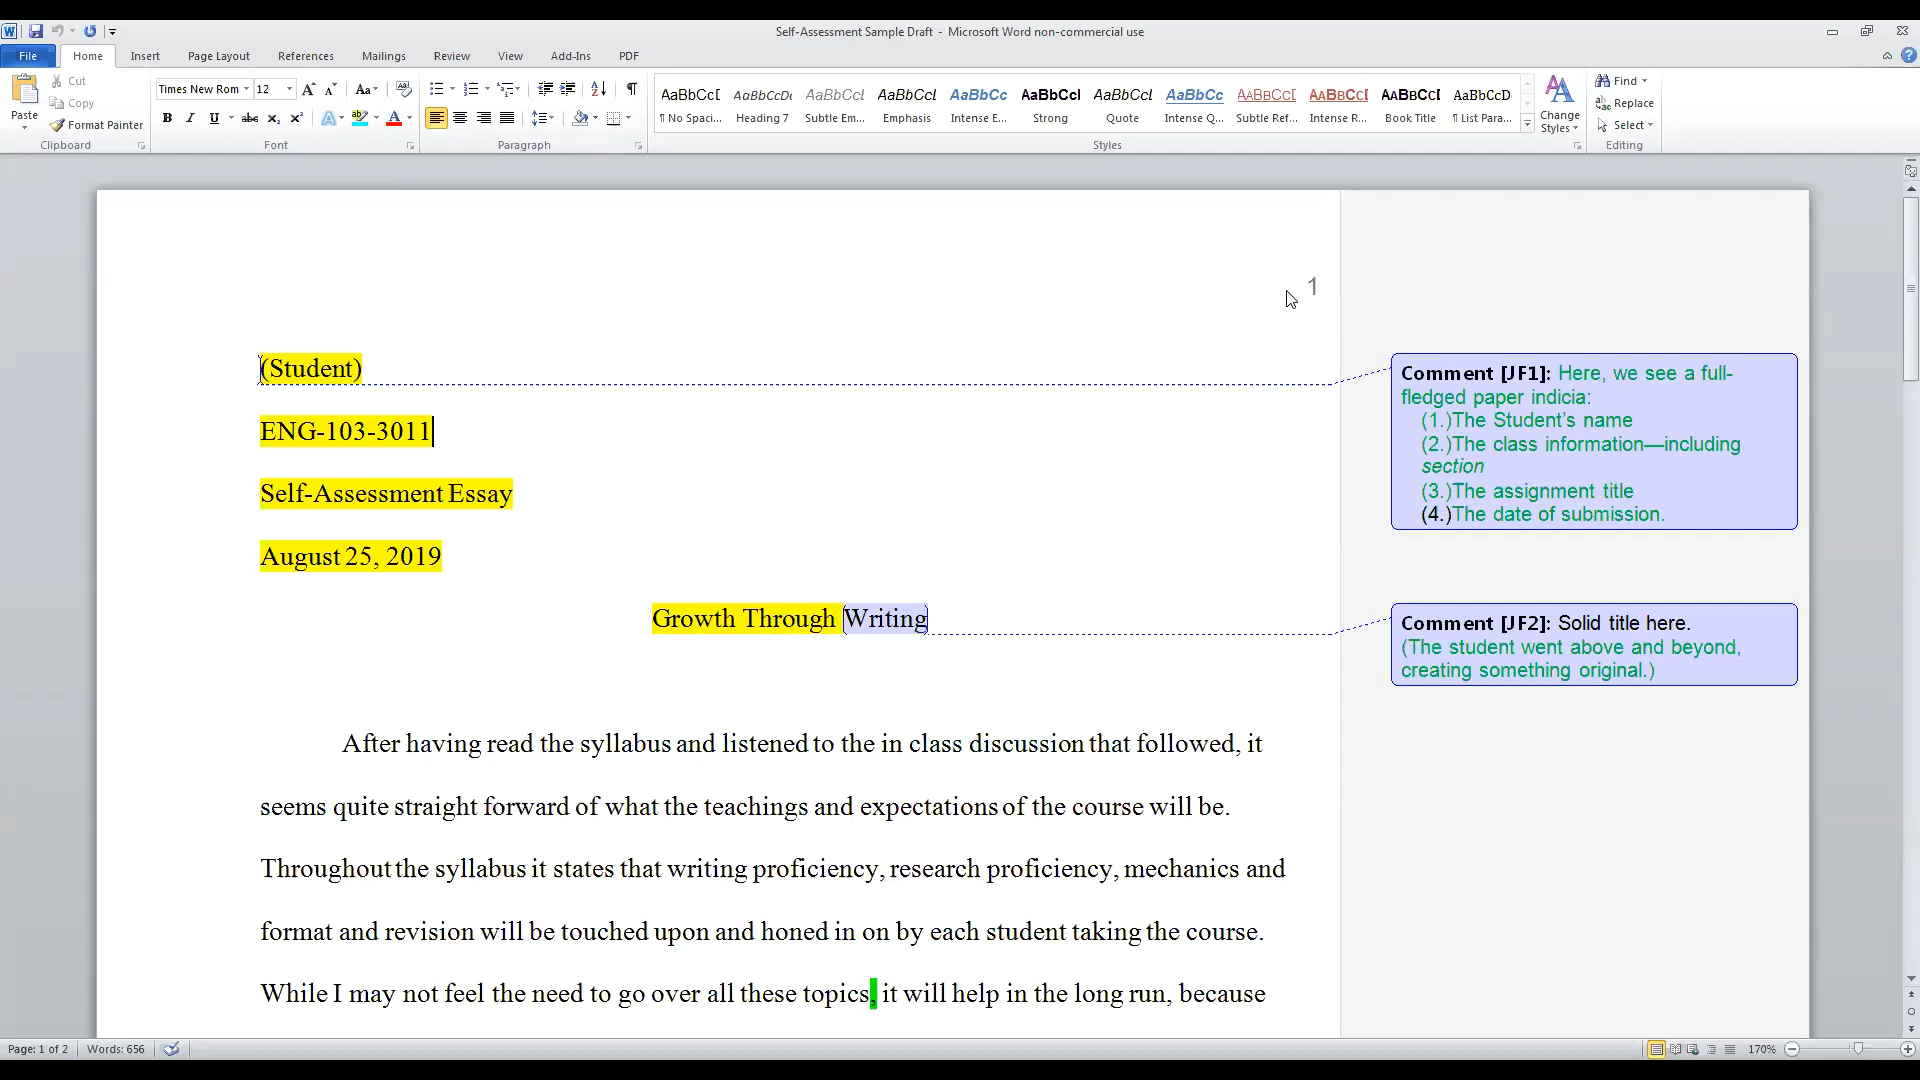 Self-Assessment Sample Draft - Microsoft Word non-commercial use
File Home Insert Page Layout References Mailings Review View Add-Ins PDF
Paste
Cut
Copy
Format Painter
Clipboard
Times New Rom 12
Font
Paragraph
AaBbCcD AaBbCcDc AaBbCcD AaBbCcD AaBbCc AaBbCcI AaBbCcD AaBbCc AABBCCD AABBCCI AABBCCD AaBbCcD
¶ No Spaci... Heading 7 Subtle Em... Emphasis Intense E... Strong Quote Intense Q... Subtle Ref... Intense R... Book Title ¶ List Para...
Styles
Change
Styles
Find
Replace
Select
Editing
1
(Student)
ENG-103-3011
Self-Assessment Essay
August 25, 2019
Growth Through Writing
After having read the syllabus and listened to the in class discussion that followed, it
seems quite straight forward of what the teachings and expectations of the course will be.
Throughout the syllabus it states that writing proficiency, research proficiency, mechanics and
format and revision will be touched upon and honed in on by each student taking the course.
While I may not feel the need to go over all these topics, it will help in the long run, because
Comment [JF1]: Here, we see a full-
fledged paper indicia:
(1.)The Student’s name
(2.)The class information—including
section
(3.)The assignment title
(4.)The date of submission.
Comment [JF2]: Solid title here.
(The student went above and beyond,
creating something original.)
Page: 1 of 2 Words: 656 170%